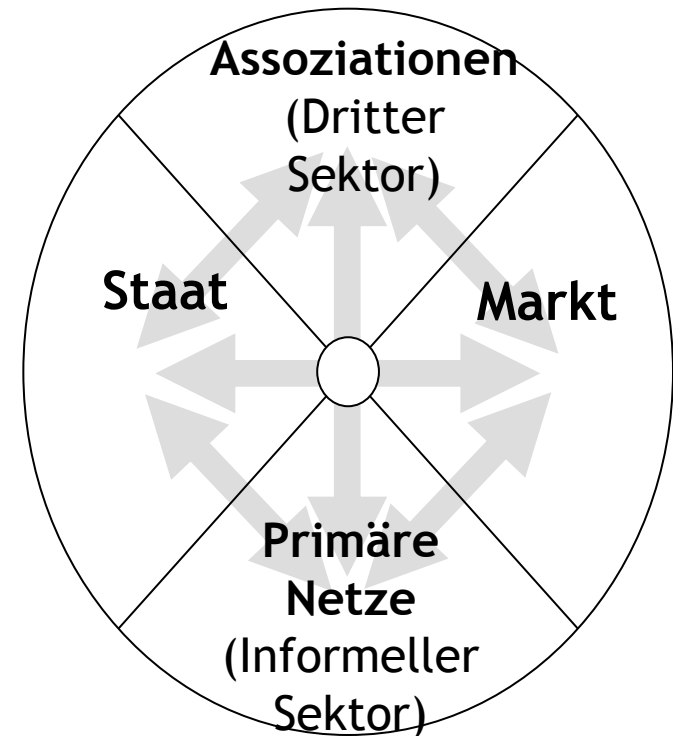 Assoziationen
(Dritter
Sektor)
Staat
Markt
Primäre
Netze
(Informeller
Sektor)